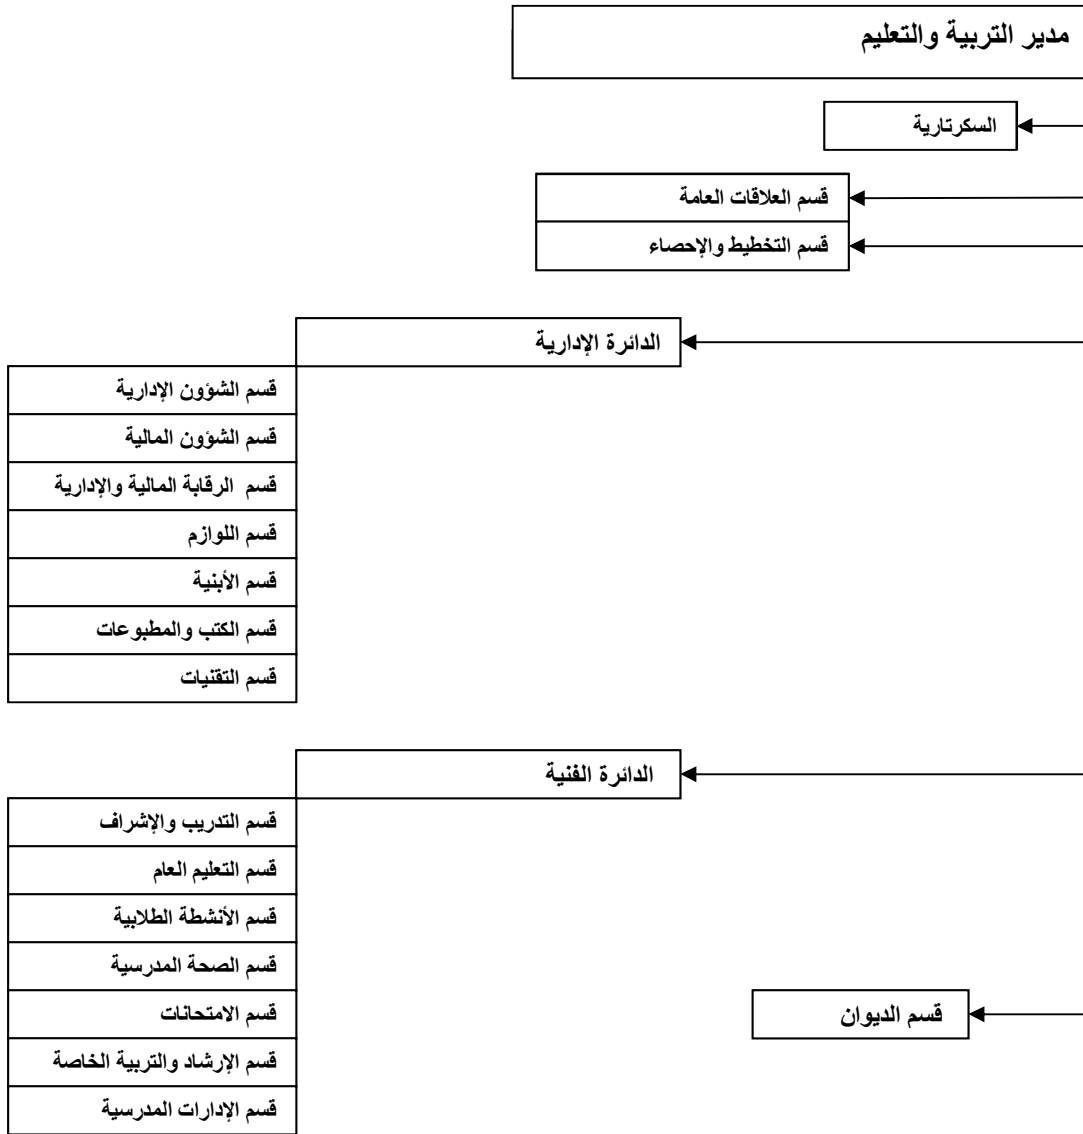 مدير التربية والتعليم
السكرتارية
قسم العلاقات العامة
قسم التخطيط والإحصاء
الدائرة الإدارية
قسم الشؤون الإدارية
قسم الشؤون المالية
قسم الرقابة المالية والإدارية
قسم اللوازم
قسم الأبنية
قسم الكتب والمطبوعات
قسم التقنيات
الدائرة الفنية
قسم التدريب والإشراف
قسم التعليم العام
قسم الأنشطة الطلابية
قسم الصحة المدرسية
قسم الديوان
قسم الامتحانات
قسم الإرشاد والتربية الخاصة
قسم الإدارات المدرسية